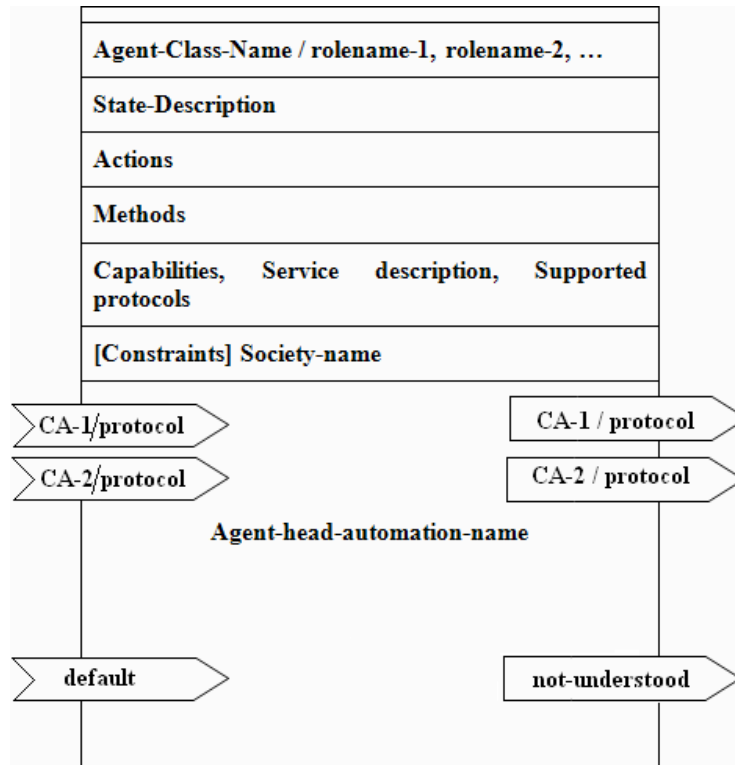 Agent-Class-Name / rolename-1, rolename-2, …
State-Description
Actions
Methods
Capabilities, Service description, Supported
protocols
[Constraints] Society-name
CA-1/protocol
CA-1 / protocol
CA-2/protocol
CA-2 / protocol
Agent-head-automation-name
default
not-understood